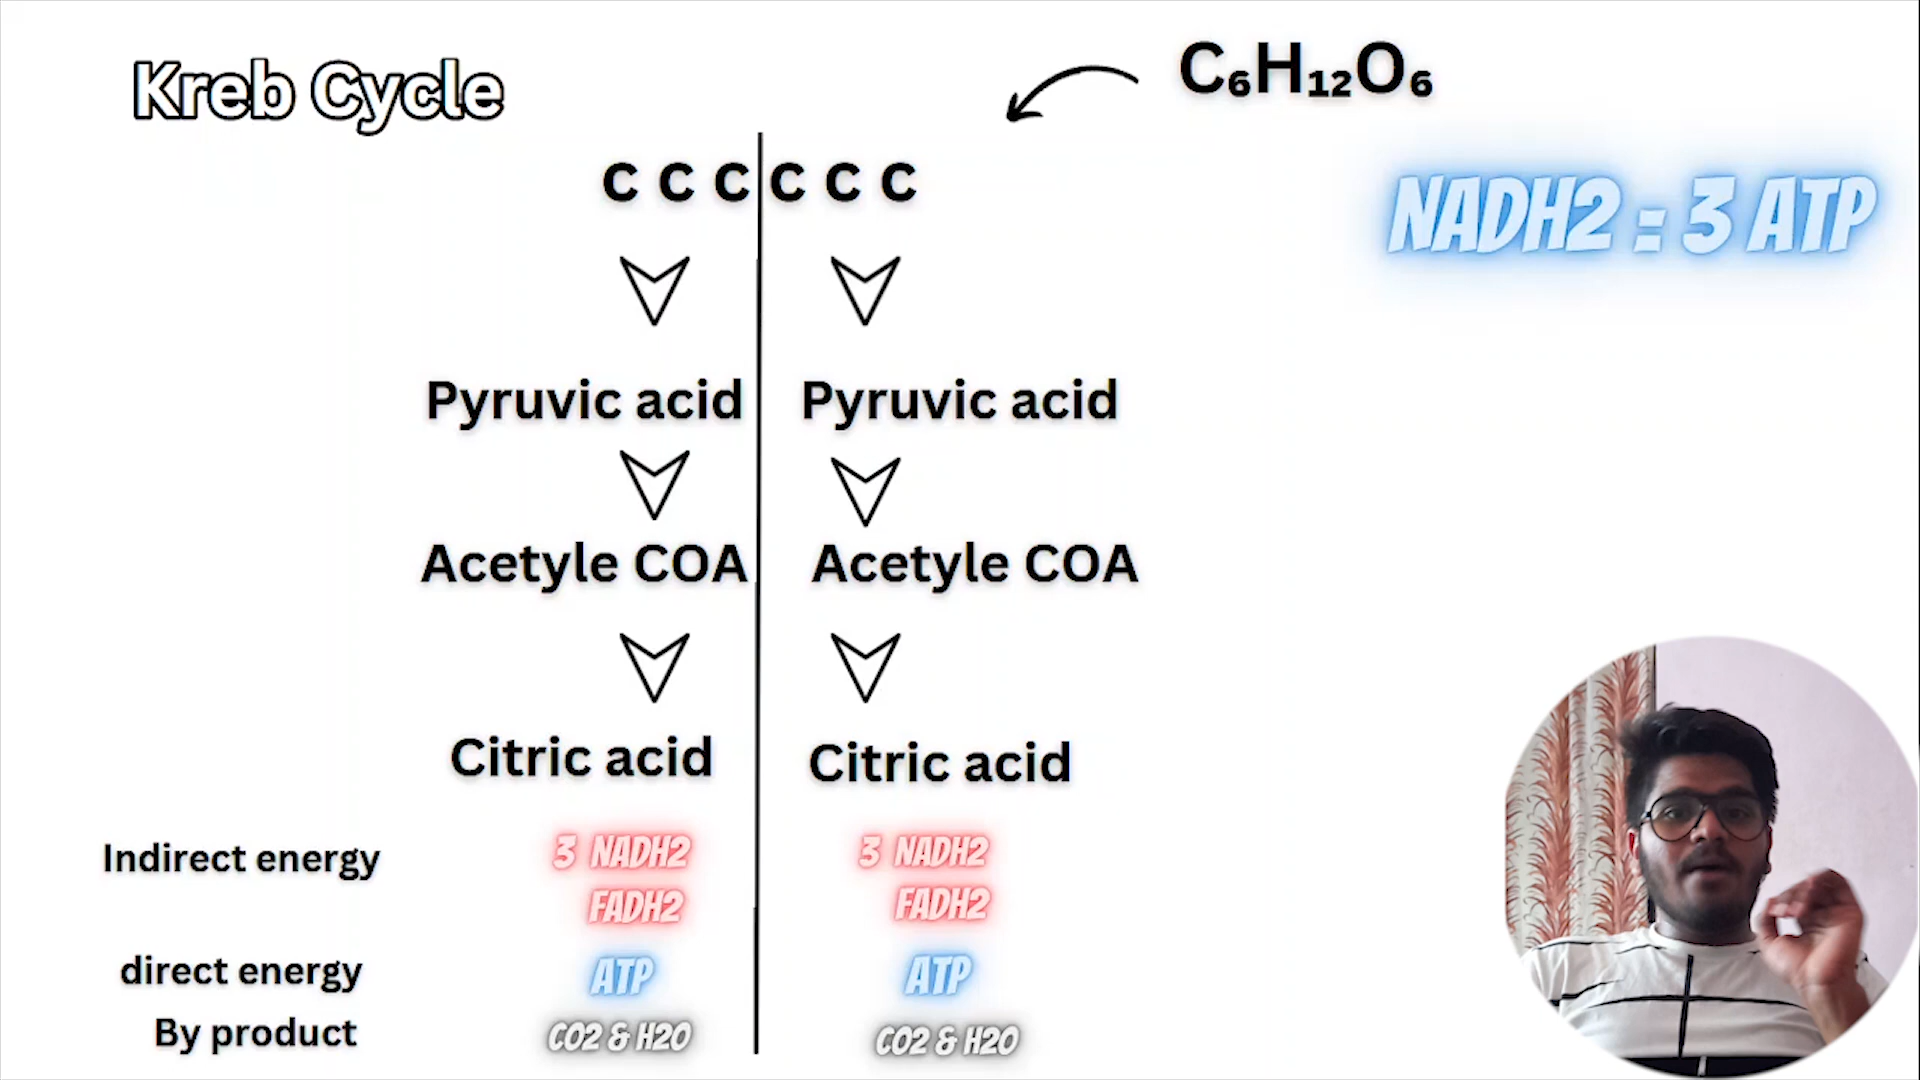 Kreb Cycle
C₆H₁₂O₆
NADH2 = 3 ATP
C C C C C C
Pyruvic acid Pyruvic acid
Acetyle COA Acetyle COA
Citric acid Citric acid
Indirect energy 3 NADH2 3 NADH2
FADH2 FADH2
direct energy ATP ATP
By product CO2 & H2O CO2 & H2O